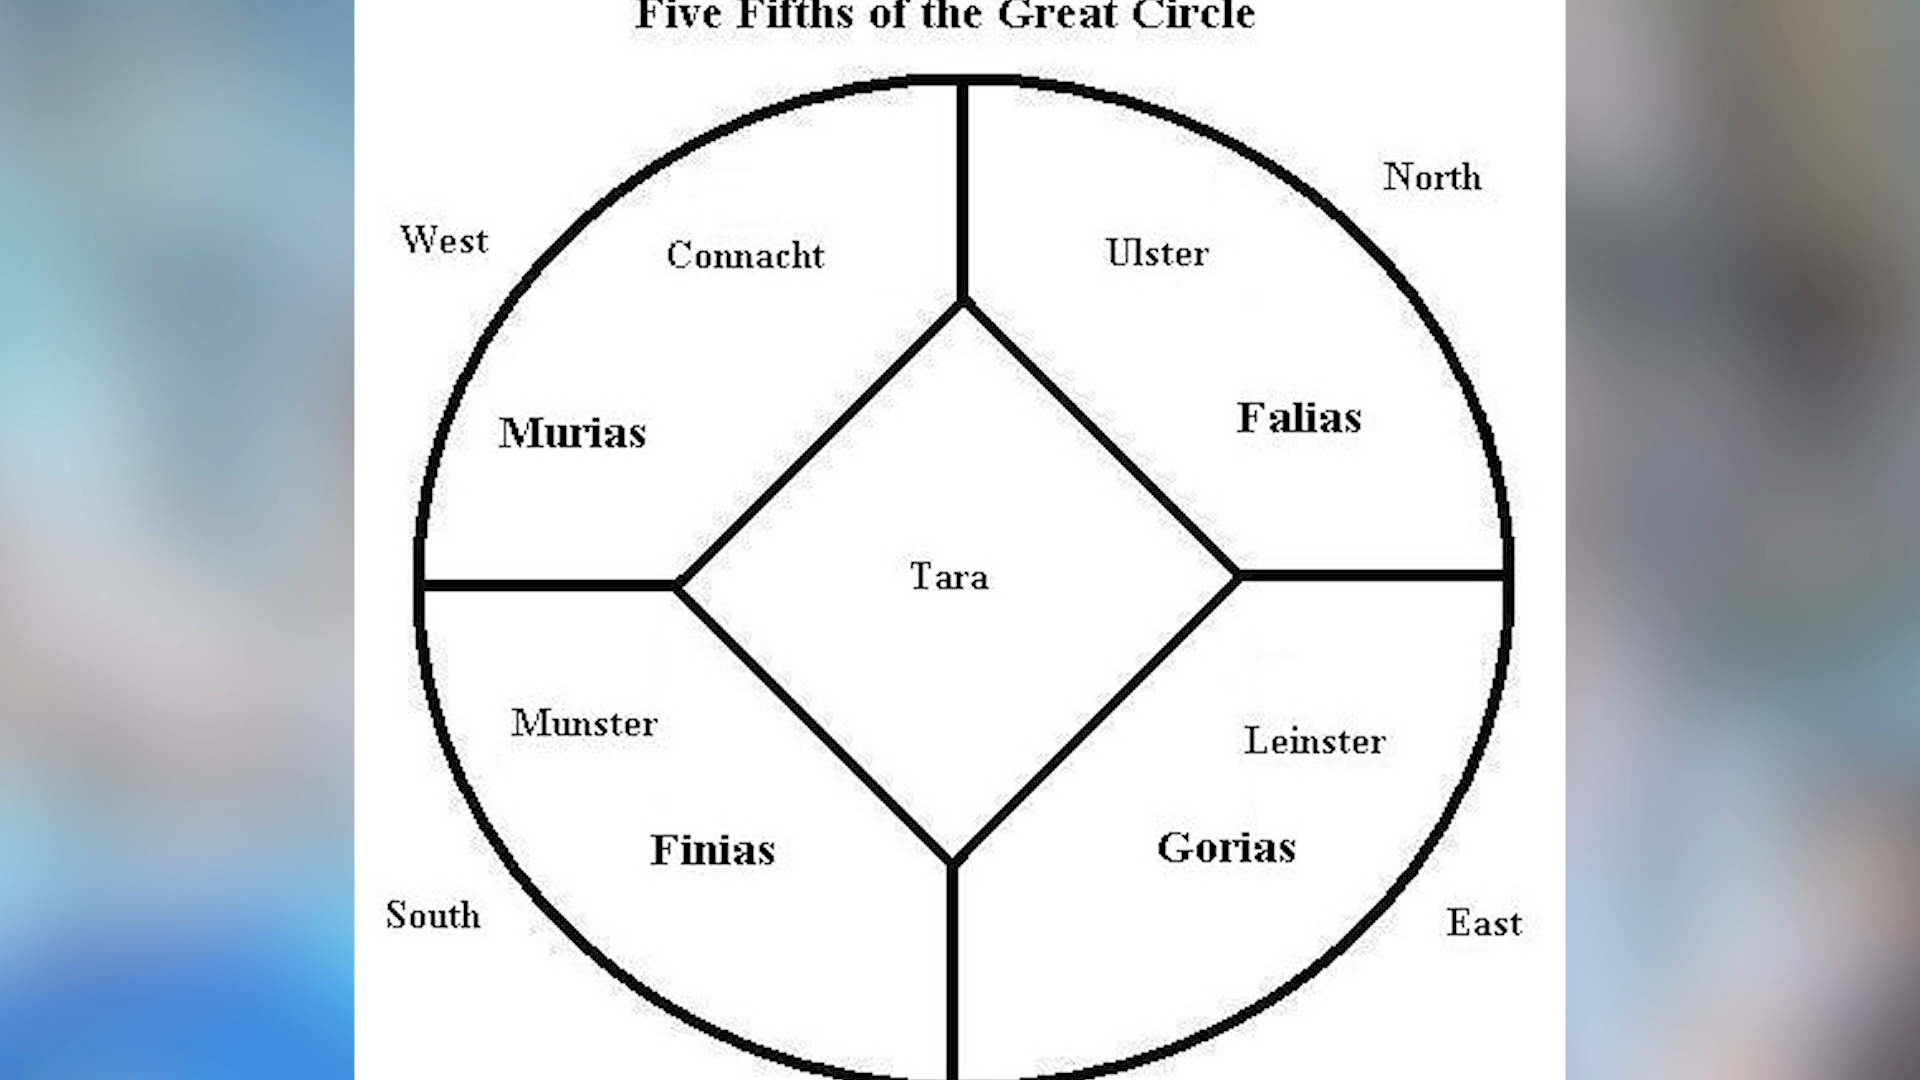 Five Fifths of the Great Circle
North
West
Connacht
Ulster
Murias
Falias
Tara
Munster
Leinster
Finias
Gorias
South
East